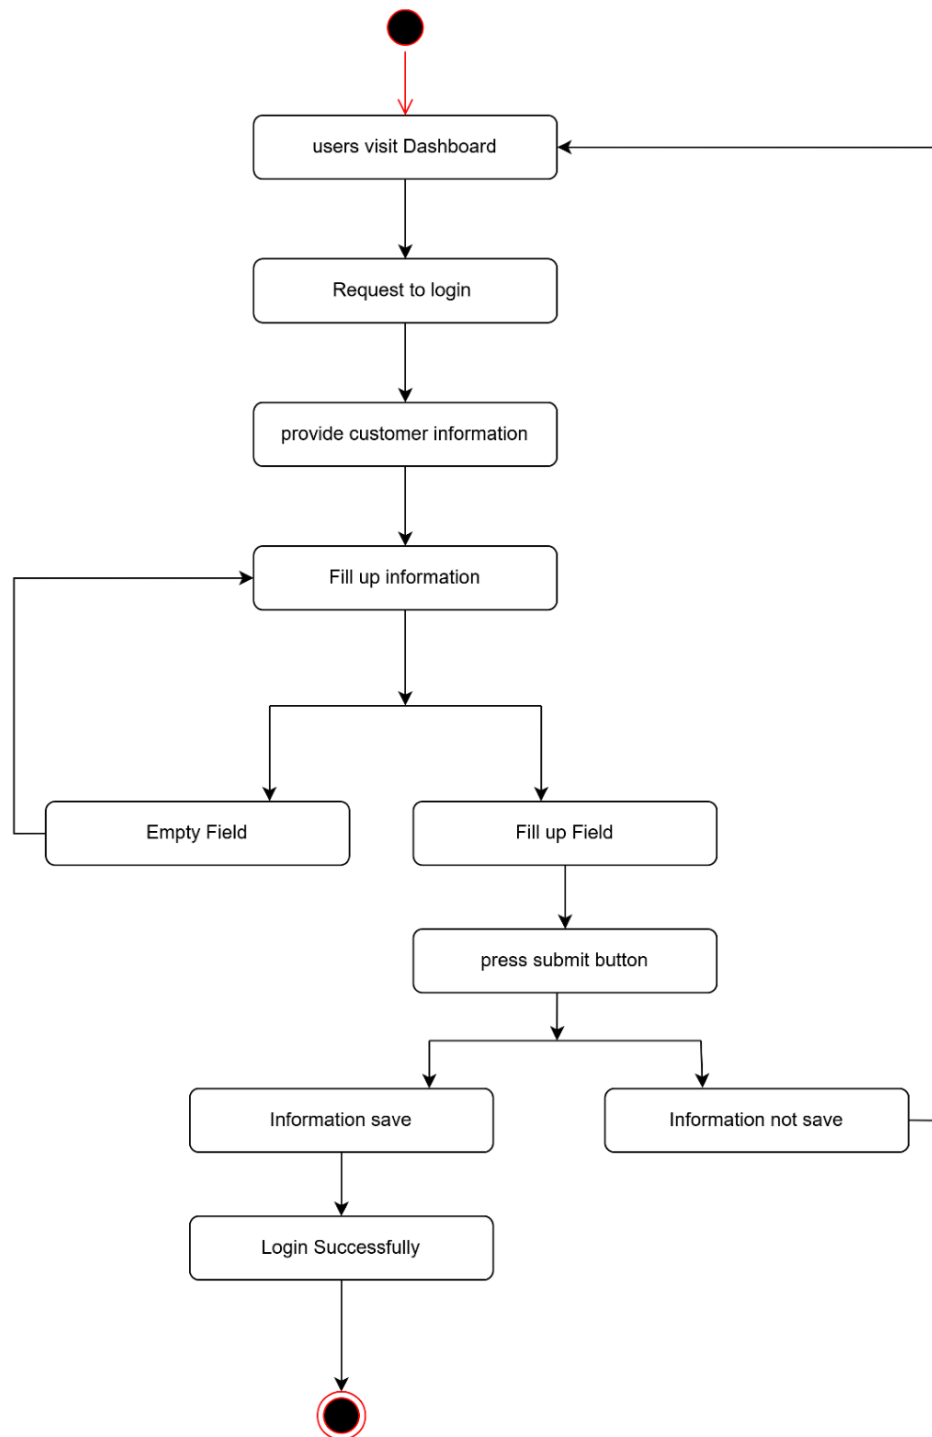 users visit Dashboard
Request to login
provide customer information
Fill up information
Empty Field
Fill up Field
press submit button
Information save
Information not save
Login Successfully